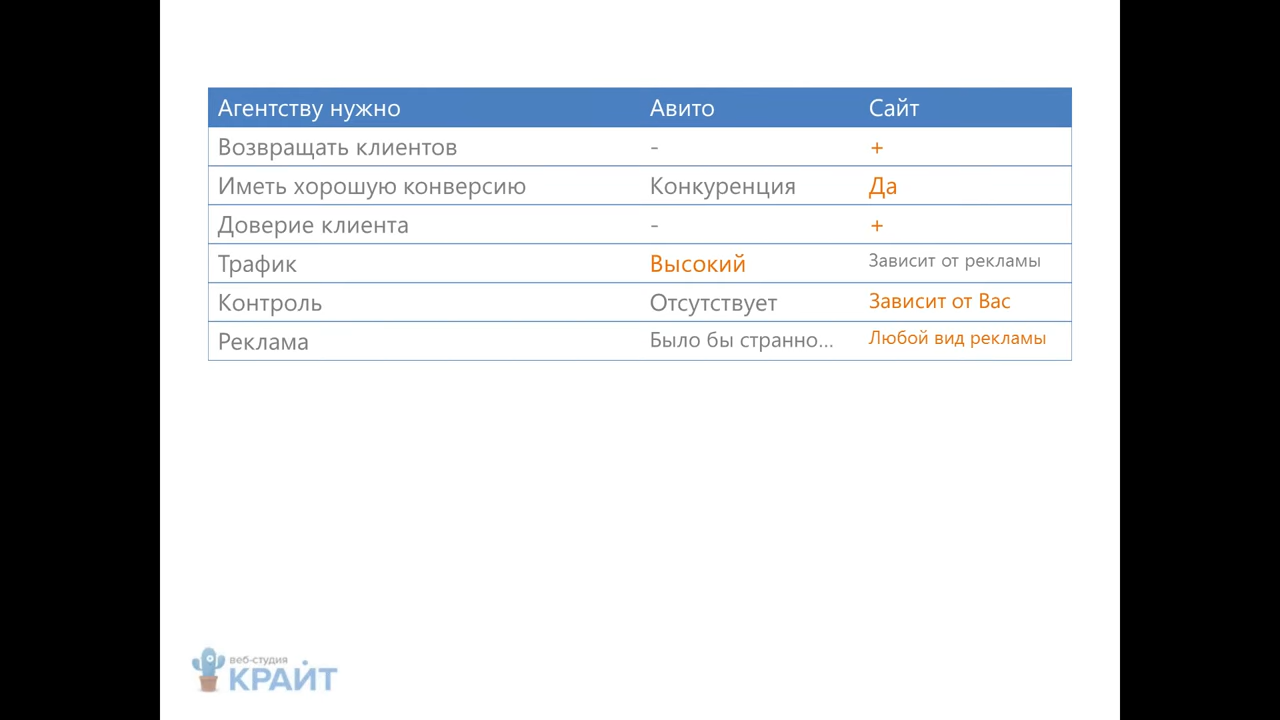 Агентству нужно Авито Сайт
Возвращать клиентов - +
Иметь хорошую конверсию Конкуренция Да
Доверие клиента - +
Трафик Высокий Зависит от рекламы
Контроль Отсутствует Зависит от Вас
Реклама Было бы странно... Любой вид рекламы
веб-студия
КРАЙТ